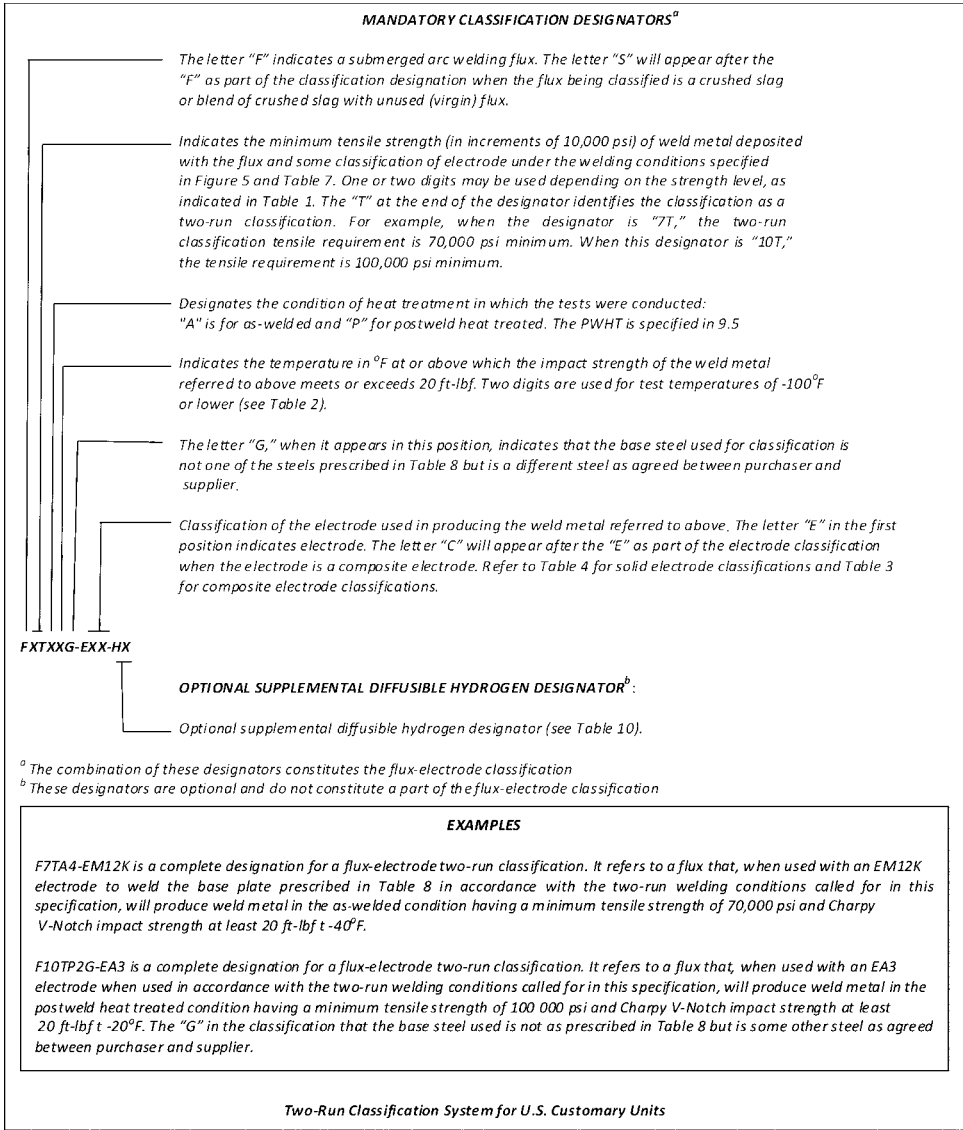 MANDATORY CLASSIFICATION DESIGNATORS^a
The letter “F” indicates a submerged arc welding flux. The letter “S” will appear after the
“F” as part of the classification designation when the flux being classified is a crushed slag
or blend of crushed slag with unused (virgin) flux.
Indicates the minimum tensile strength (in increments of 10,000 psi) of weld metal deposited
with the flux and some classification of electrode under the welding conditions specified
in Figure 5 and Table 7. One or two digits may be used depending on the strength level, as
indicated in Table 1. The “T” at the end of the designator identifies the classification as a
two-run classification. For example, when the designator is “7T,” the two-run
classification tensile requirement is 70,000 psi minimum. When this designator is “10T,”
the tensile requirement is 100,000 psi minimum.
Designates the condition of heat treatment in which the tests were conducted:
"A" is for as-welded and “P” for postweld heat treated. The PWHT is specified in 9.5
Indicates the temperature in °F at or above which the impact strength of the weld metal
referred to above meets or exceeds 20 ft-lbf. Two digits are used for test temperatures of -100°F
or lower (see Table 2).
The letter “G,” when it appears in this position, indicates that the base steel used for classification is
not one of the steels prescribed in Table 8 but is a different steel as agreed between purchaser and
supplier.
Classification of the electrode used in producing the weld metal referred to above. The letter “E” in the first
position indicates electrode. The letter “C” will appear after the “E” as part of the electrode classification
when the electrode is a composite electrode. Refer to Table 4 for solid electrode classifications and Table 3
for composite electrode classifications.
FXTXXG-EXX-HX
OPTIONAL SUPPLEMENTAL DIFFUSIBLE HYDROGEN DESIGNATOR^b:
Optional supplemental diffusible hydrogen designator (see Table 10).
^a The combination of these designators constitutes the flux-electrode classification
^b These designators are optional and do not constitute a part of the flux-electrode classification
EXAMPLES
F7TA4-EM12K is a complete designation for a flux-electrode two-run classification. It refers to a flux that, when used with an EM12K
electrode to weld the base plate prescribed in Table 8 in accordance with the two-run welding conditions called for in this
specification, will produce weld metal in the as-welded condition having a minimum tensile strength of 70,000 psi and Charpy
V-Notch impact strength at least 20 ft-lbf t -40°F.
F10TP2G-EA3 is a complete designation for a flux-electrode two-run classification. It refers to a flux that, when used with an EA3
electrode when used in accordance with the two-run welding conditions called for in this specification, will produce weld metal in the
postweld heat treated condition having a minimum tensile strength of 100 000 psi and Charpy V-Notch impact strength at least
20 ft-lbf t -20°F. The “G” in the classification that the base steel used is not as prescribed in Table 8 but is some other steel as agreed
between purchaser and supplier.
Two-Run Classification System for U.S. Customary Units